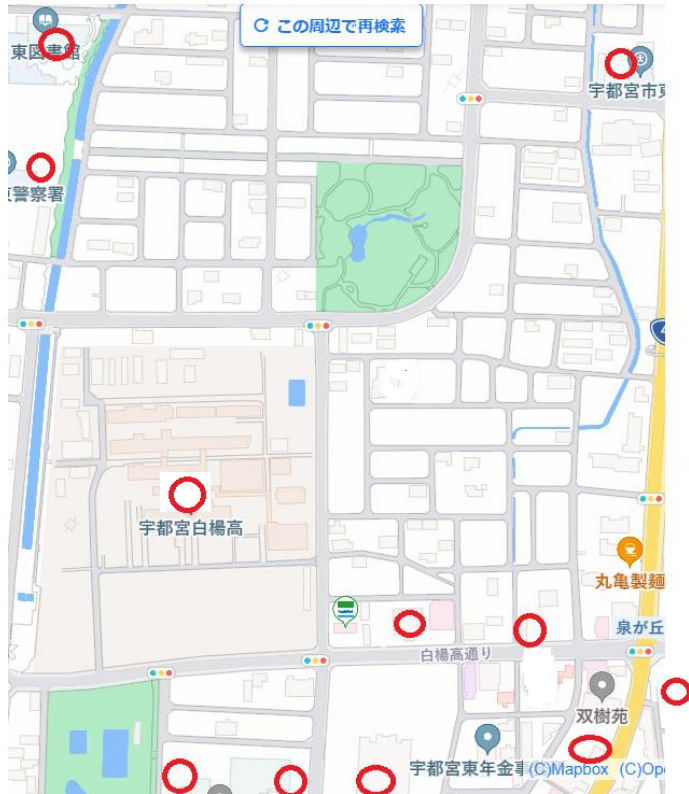 この周辺で再検索
東図書館
宇都宮市東
警察署
4
宇都宮白楊高
丸亀製麺
泉が丘
白楊高通り
双樹苑
宇都宮東年金事
(C)Mapbox (C)Ope